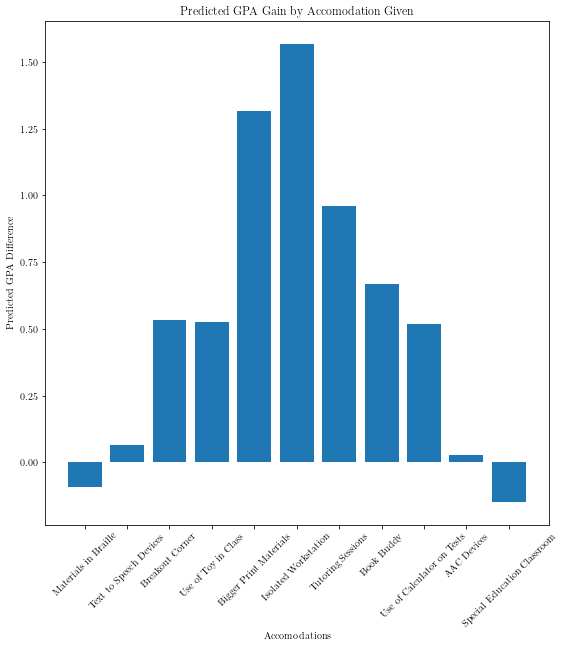 Predicted GPA Gain by Accomodation Given
1.50
1.25
1.00
0.75
0.50
0.25
0.00
Predicted GPA Difference
Materials in Braille
Text to Speech Devices
Breakout Corner
Use of Toy in Class
Bigger Print Materials
Isolated Workstation
Tutoring Sessions
Book Buddy
Use of Calculator on Tests
AAC Devices
Special Education Classroom
Accomodations